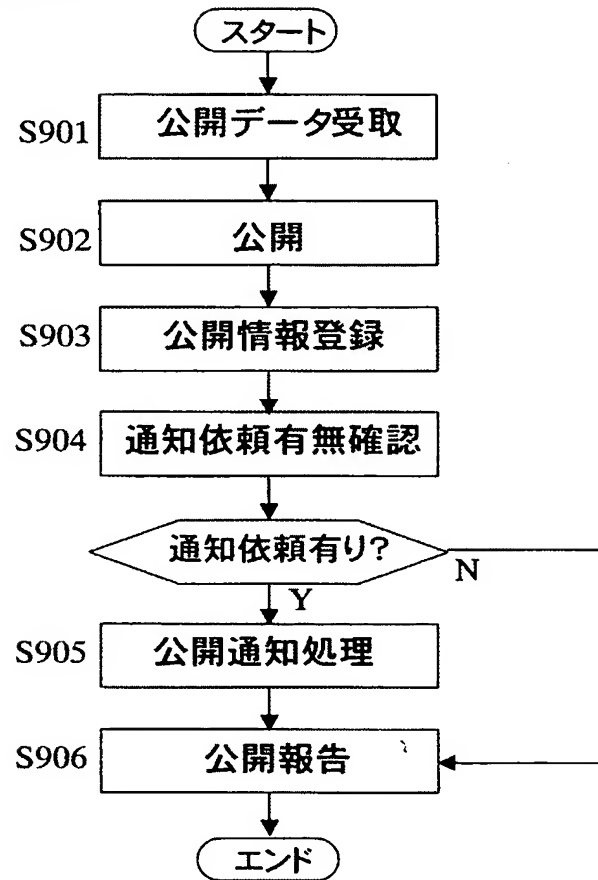 スタート
S901 公開データ受取
S902 公開
S903 公開情報登録
S904 通知依頼有無確認
通知依頼有り?
N
Y
S905 公開通知処理
S906 公開報告
エンド